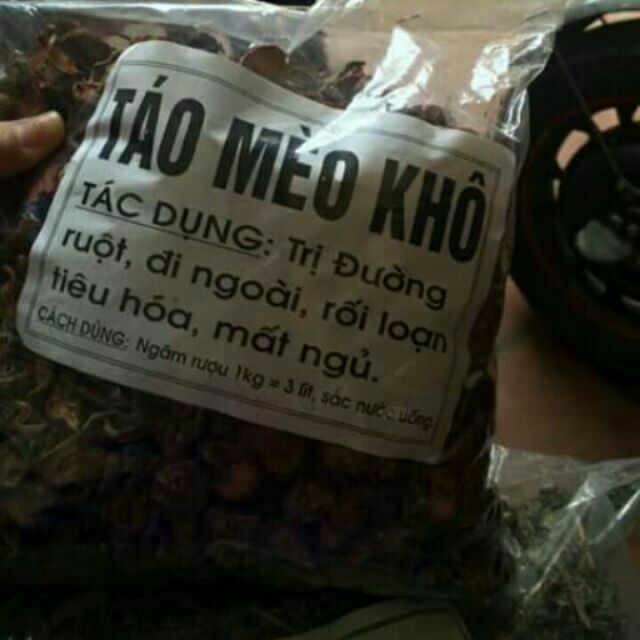 TÁO MÈO KHÔ
TÁC DỤNG: Trị Đường
ruột, đi ngoài, rối loạn
tiêu hóa, mất ngủ.
CÁCH DÙNG: Ngâm rượu 1kg = 3 lít, sắc nước uống